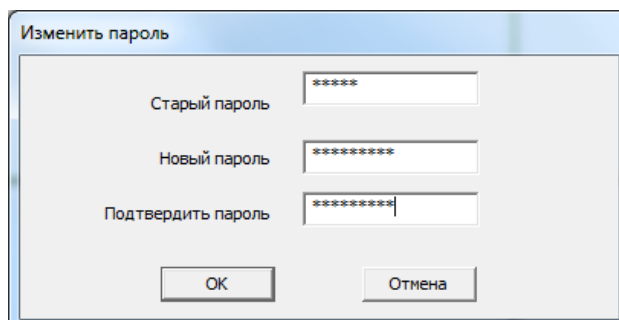 Изменить пароль
Старый пароль *****
Новый пароль *********
Подтвердить пароль *********
OK Отмена